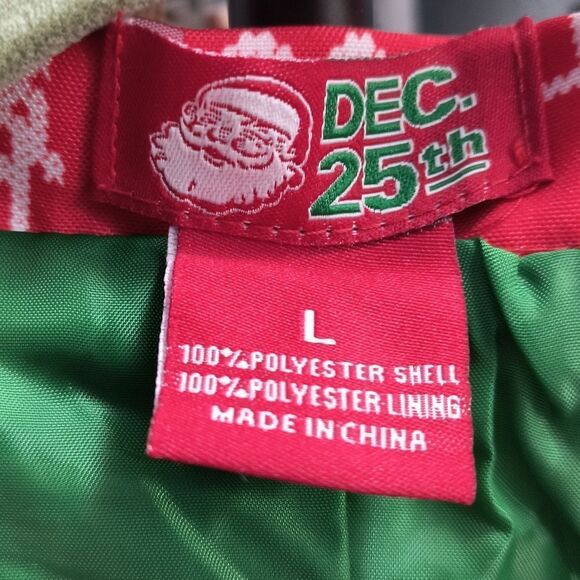 DEC.
25th
L
100%POLYESTER SHELL
100%POLYESTER LINING
MADE IN CHINA